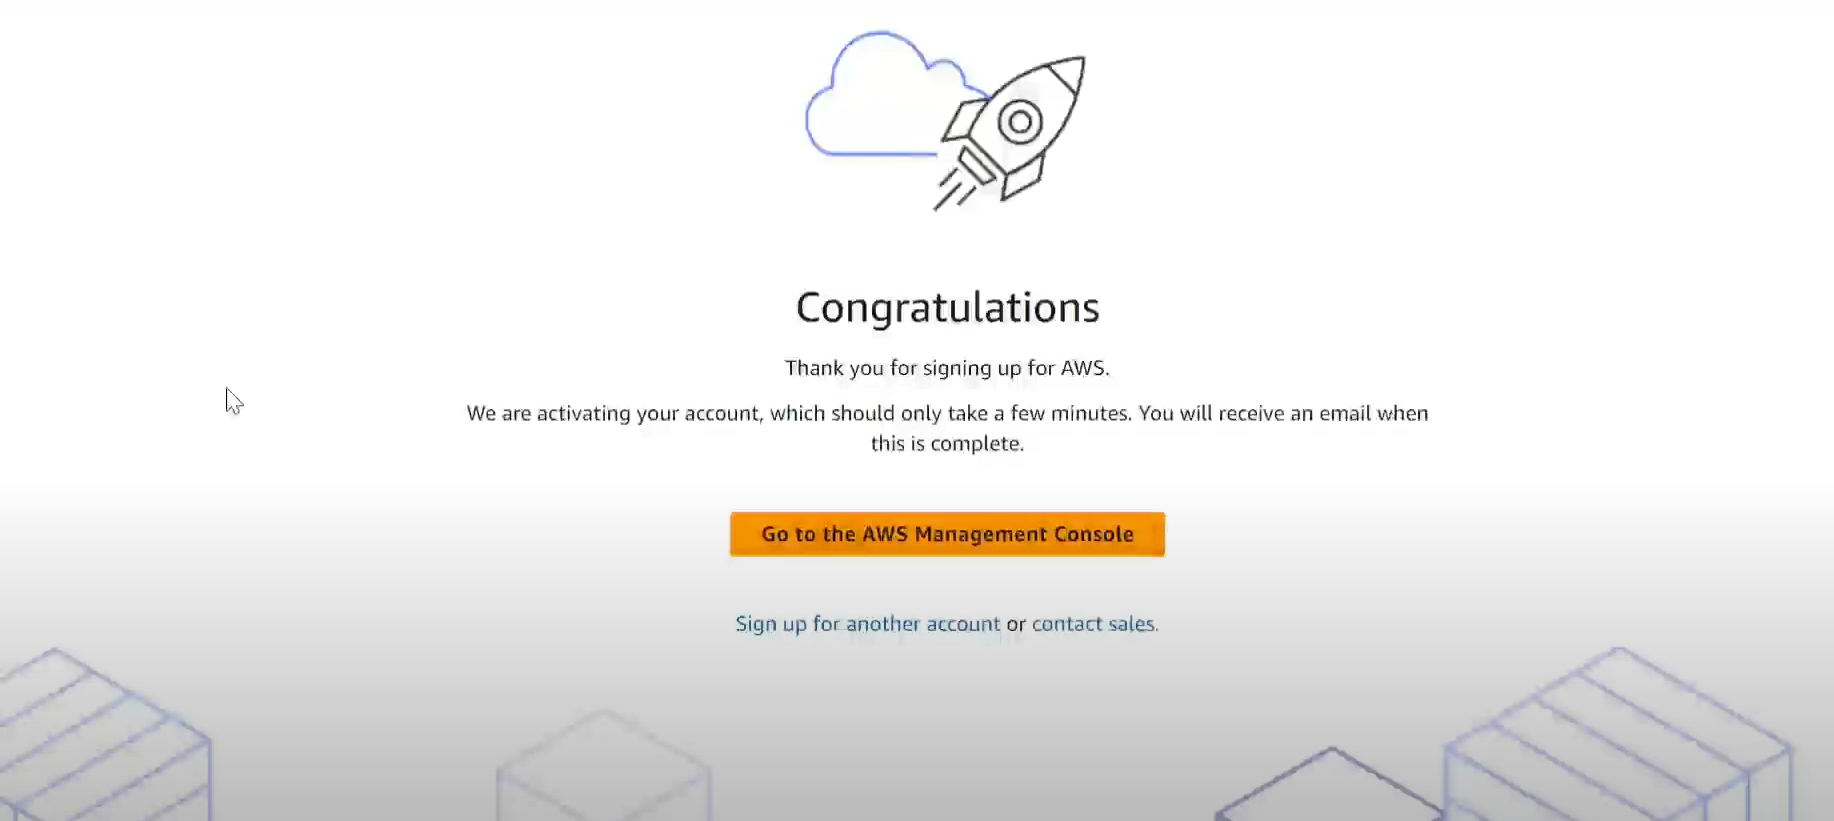 Congratulations
Thank you for signing up for AWS.
We are activating your account, which should only take a few minutes. You will receive an email when
this is complete.
Go to the AWS Management Console
Sign up for another account or contact sales.